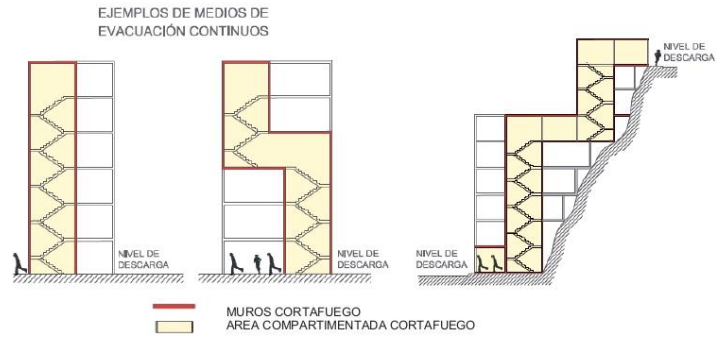 EJEMPLOS DE MEDIOS DE
EVACUACIÓN CONTINUOS
NIVEL DE
DESCARGA
NIVEL DE
DESCARGA
NIVEL DE
DESCARGA
NIVEL DE
DESCARGA
MUROS CORTAFUEGO
AREA COMPARTIMENTADA CORTAFUEGO